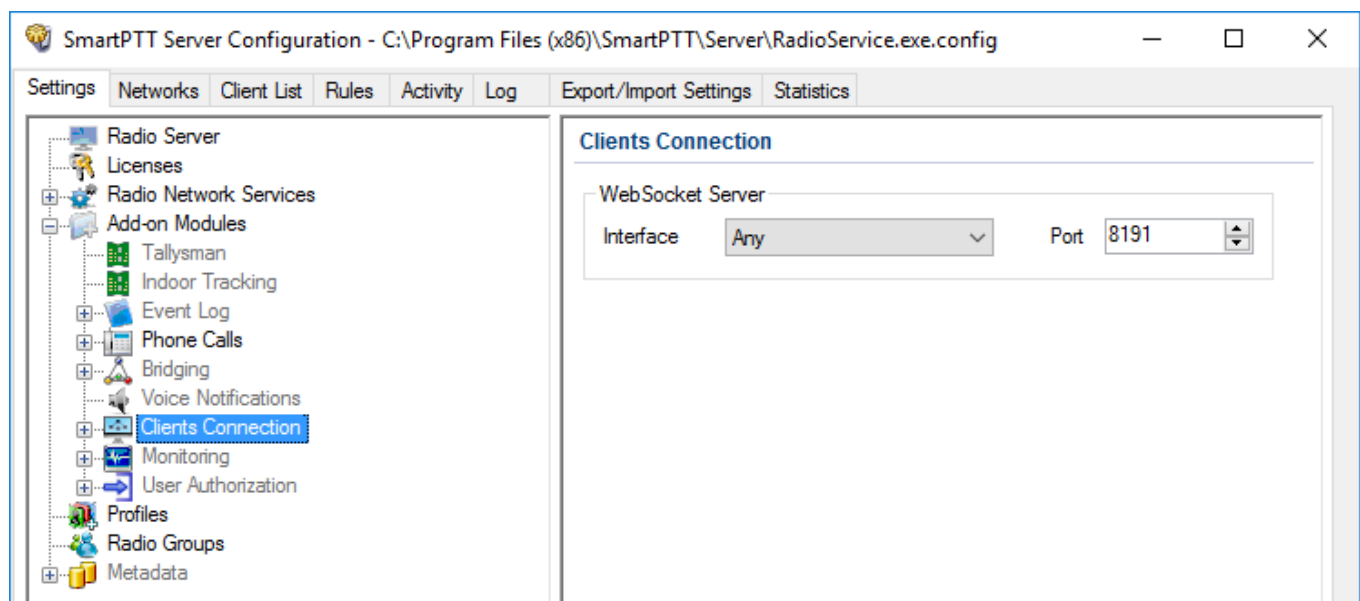 SmartPTT Server Configuration - C:\Program Files (x86)\SmartPTT\Server\RadioService.exe.config
Settings Networks Client List Rules Activity Log Export/Import Settings Statistics
Radio Server
Licenses
Radio Network Services
Add-on Modules
Tallysman
Indoor Tracking
Event Log
Phone Calls
Bridging
Voice Notifications
Clients Connection
Monitoring
User Authorization
Profiles
Radio Groups
Metadata
Clients Connection
WebSocket Server
Interface Any Port 8191